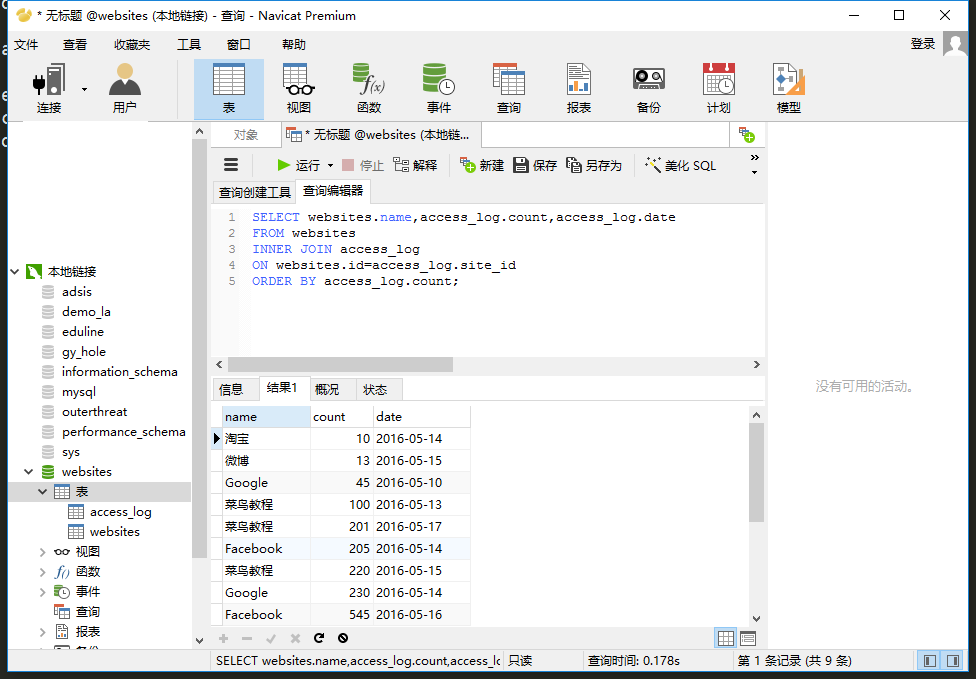 * 无标题 @websites (本地链接) - 查询 - Navicat Premium
文件 查看 收藏夹 工具 窗口 帮助 登录
连接 用户 表 视图 函数 事件 查询 报表 备份 计划 模型
对象 * 无标题 @websites (本地链...
运行 停止 解释 新建 保存 另存为 美化 SQL
查询创建工具 查询编辑器
1 SELECT websites.name,access_log.count,access_log.date
2 FROM websites
3 INNER JOIN access_log
4 ON websites.id=access_log.site_id
5 ORDER BY access_log.count;
本地链接
adsis
demo_la
eduline
gy_hole
information_schema
mysql
outerthreat
performance_schema
sys
websites
表
access_log
websites
视图
函数
事件
查询
报表
信息 结果1 概况 状态
name count date
淘宝 10 2016-05-14
微博 13 2016-05-15
Google 45 2016-05-10
菜鸟教程 100 2016-05-13
菜鸟教程 201 2016-05-17
Facebook 205 2016-05-14
菜鸟教程 220 2016-05-15
Google 230 2016-05-14
Facebook 545 2016-05-16
没有可用的活动。
SELECT websites.name,access_log.count,access_lo 只读 查询时间: 0.178s 第 1 条记录 (共 9 条)